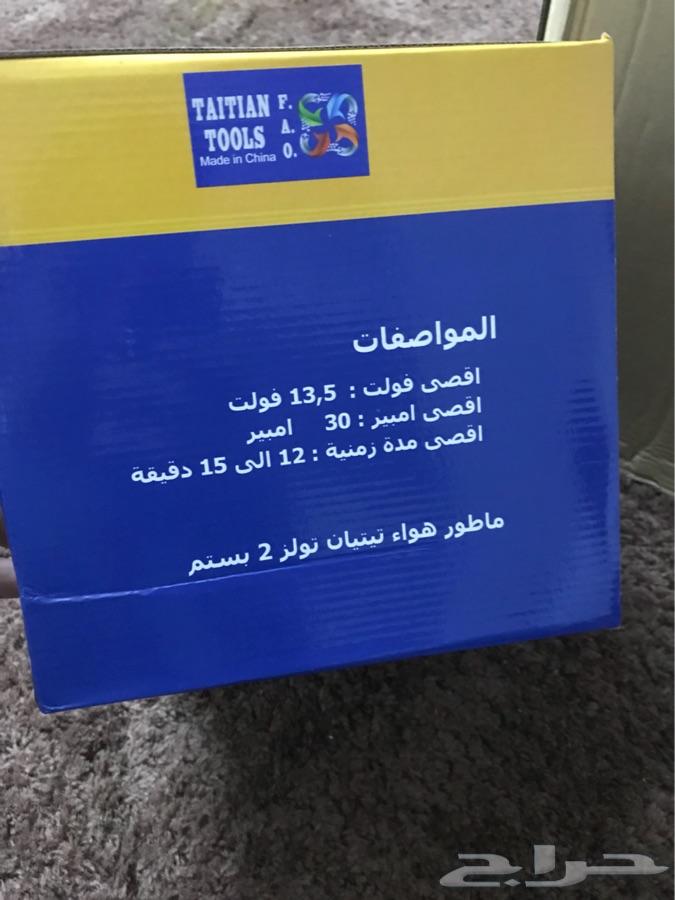 TAITIAN
TOOLS
Made in China
F.
A.
O.
المواصفات
اقصى فولت : 13,5 فولت
اقصى امبير : 30 امبير
اقصى مدة زمنية : 12 الى 15 دقيقة
ماطور هواء تيتيان تولز 2 بستم
حراج